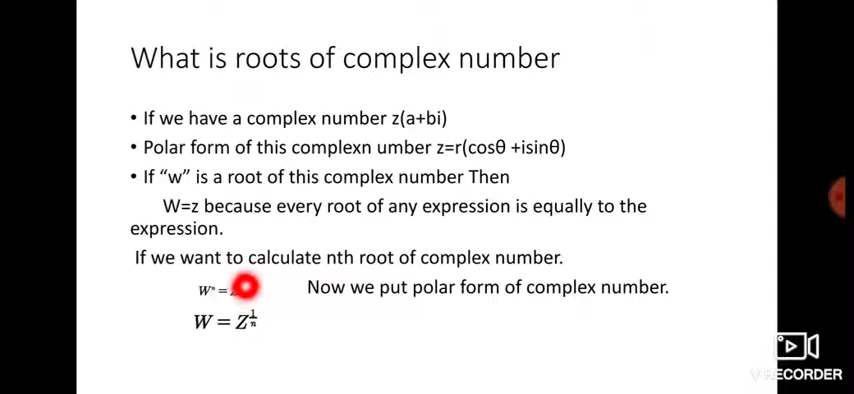 What is roots of complex number
• If we have a complex number z(a+bi)
• Polar form of this complexn umber z=r(cosθ +isinθ)
• If “w” is a root of this complex number Then
W=z because every root of any expression is equally to the
expression.
If we want to calculate nth root of complex number.
Wⁿ = Now we put polar form of complex number.
W = Z^{1/n}
V RECORDER